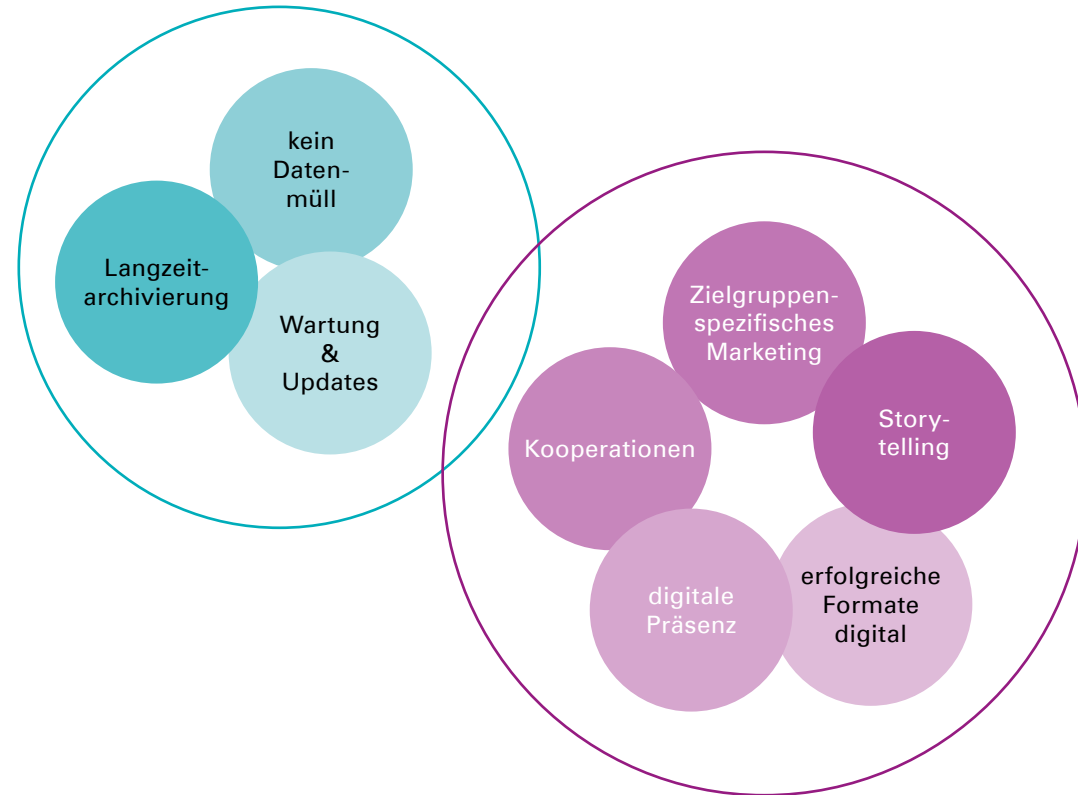 kein
Daten-
müll
Langzeit-
archivierung
Wartung
&
Updates
Zielgruppen-
spezifisches
Marketing
Story-
telling
Kooperationen
erfolgreiche
Formate
digital
digitale
Präsenz